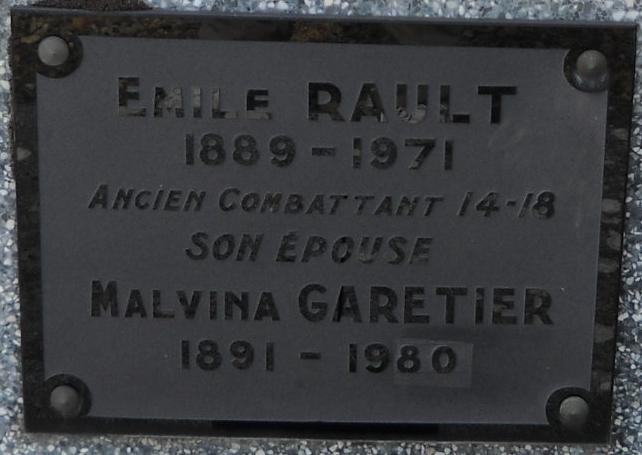 EMILE RAULT
1889 - 1971
ANCIEN COMBATTANT 14-18
SON ÉPOUSE
MALVINA GARETIER
1891 - 1980